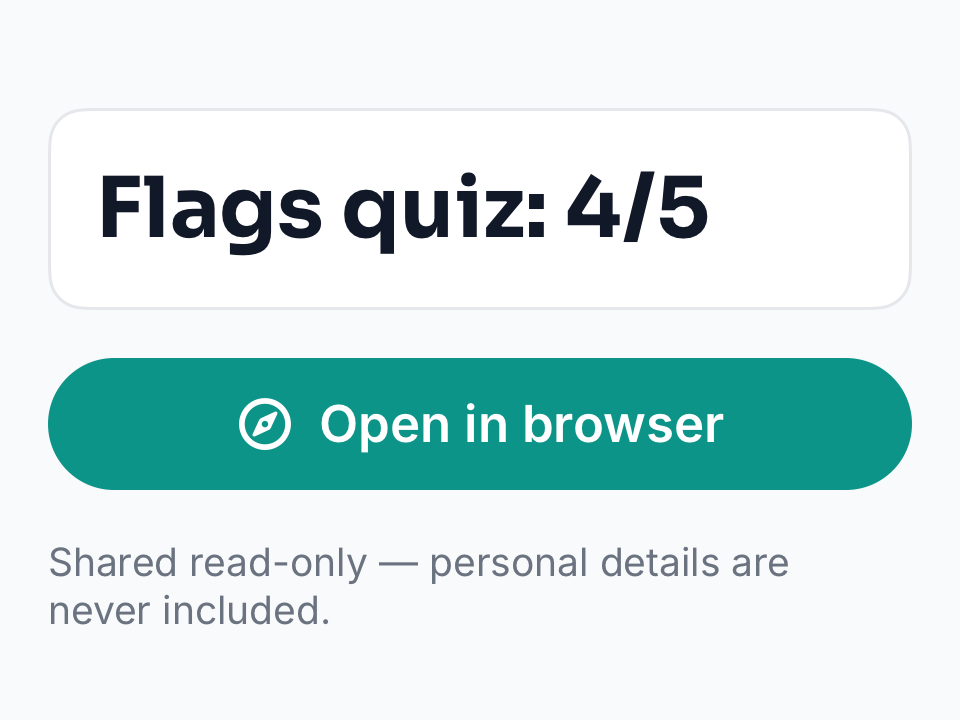 Flags quiz: 4/5
Open in browser
Shared read-only — personal details are
never included.